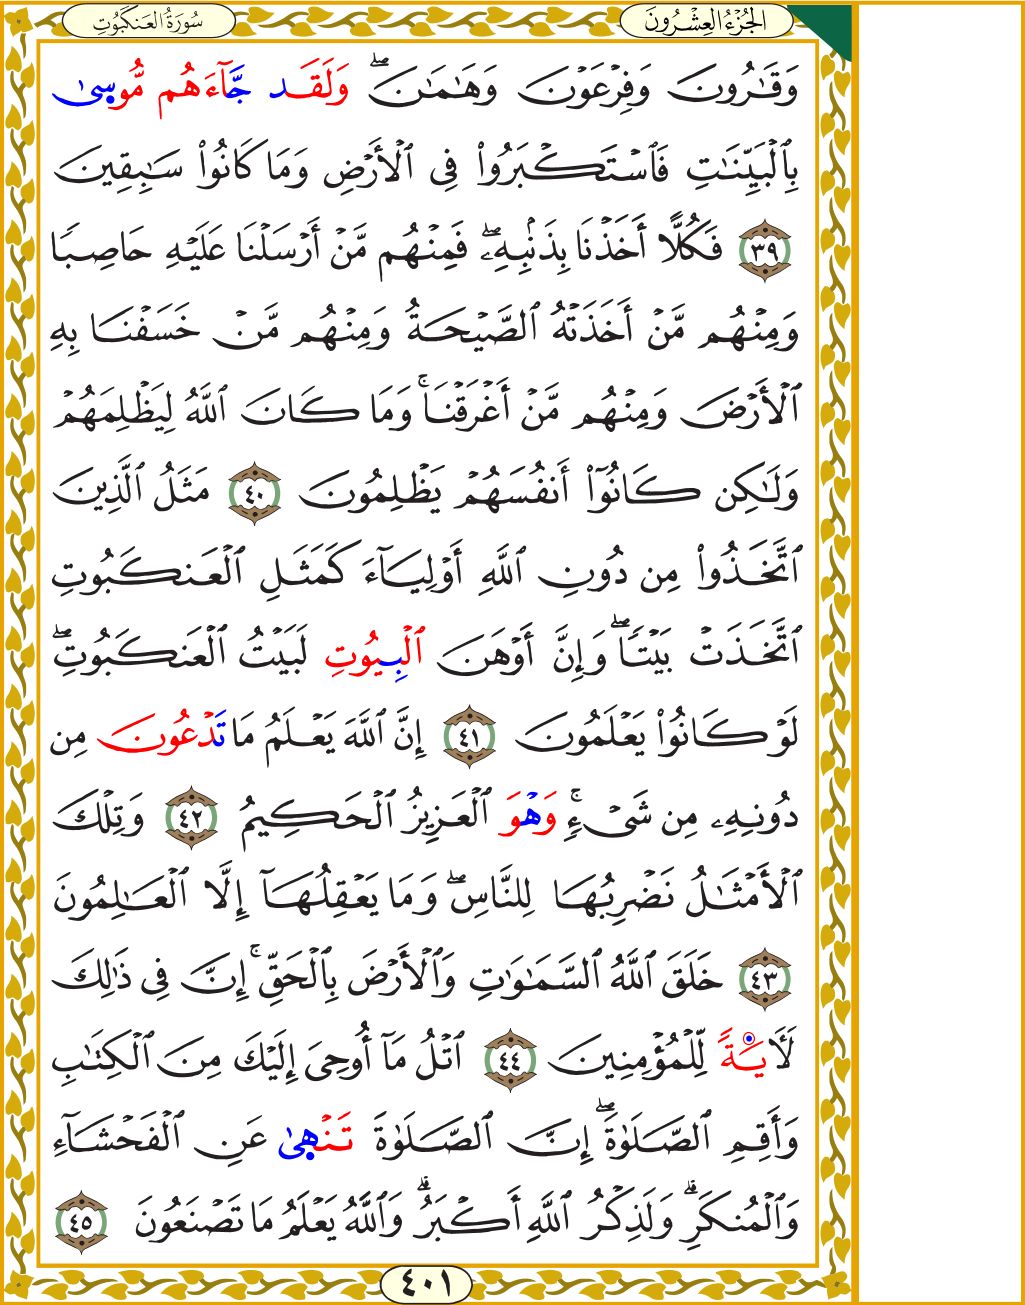 سُورَةُ العَنكَبُوتِ
الجُزْءُ العِشْرُونَ
وَقَٰرُونَ وَفِرۡعَوۡنَ وَهَٰمَٰنَۖ وَلَقَد جَّآءَهُم مُّوسىٰ
بِٱلۡبَيِّنَٰتِ فَٱسۡتَكۡبَرُواْ فِي ٱلۡأَرۡضِ وَمَا كَانُواْ سَٰبِقِينَ
٣٩ فَكُلًّا أَخَذۡنَا بِذَنۢبِهِۦۖ فَمِنۡهُم مَّنۡ أَرۡسَلۡنَا عَلَيۡهِ حَاصِبٗا
وَمِنۡهُم مَّنۡ أَخَذَتۡهُ ٱلصَّيۡحَةُ وَمِنۡهُم مَّنۡ خَسَفۡنَا بِهِ
ٱلۡأَرۡضَ وَمِنۡهُم مَّنۡ أَغۡرَقۡنَاۚ وَمَا كَانَ ٱللَّهُ لِيَظۡلِمَهُمۡ
وَلَٰكِن كَانُوٓاْ أَنفُسَهُمۡ يَظۡلِمُونَ ٤٠ مَثَلُ ٱلَّذِينَ
ٱتَّخَذُواْ مِن دُونِ ٱللَّهِ أَوۡلِيَآءَ كَمَثَلِ ٱلۡعَنكَبُوتِ
ٱتَّخَذَتۡ بَيۡتٗاۖ وَإِنَّ أَوۡهَنَ ٱلۡبِيُوتِ لَبَيۡتُ ٱلۡعَنكَبُوتِۖ
لَوۡ كَانُواْ يَعۡلَمُونَ ٤١ إِنَّ ٱللَّهَ يَعۡلَمُ مَا تَدۡعُونَ مِن
دُونِهِۦ مِن شَيۡءٖۚ وَهۡوَ ٱلۡعَزِيزُ ٱلۡحَكِيمُ ٤٢ وَتِلۡكَ
ٱلۡأَمۡثَٰلُ نَضۡرِبُهَا لِلنَّاسِۖ وَمَا يَعۡقِلُهَآ إِلَّا ٱلۡعَٰلِمُونَ
٤٣ خَلَقَ ٱللَّهُ ٱلسَّمَٰوَٰتِ وَٱلۡأَرۡضَ بِٱلۡحَقِّۚ إِنَّ فِي ذَٰلِكَ
لَأٓيَةٗ لِّلۡمُؤۡمِنِينَ ٤٤ ٱتۡلُ مَآ أُوحِيَ إِلَيۡكَ مِنَ ٱلۡكِتَٰبِ
وَأَقِمِ ٱلصَّلَوٰةَۖ إِنَّ ٱلصَّلَوٰةَ تَنۡهىٰ عَنِ ٱلۡفَحۡشَآءِ
وَٱلۡمُنكَرِۗ وَلَذِكۡرُ ٱللَّهِ أَكۡبَرُۗ وَٱللَّهُ يَعۡلَمُ مَا تَصۡنَعُونَ ٤٥
٤٠١